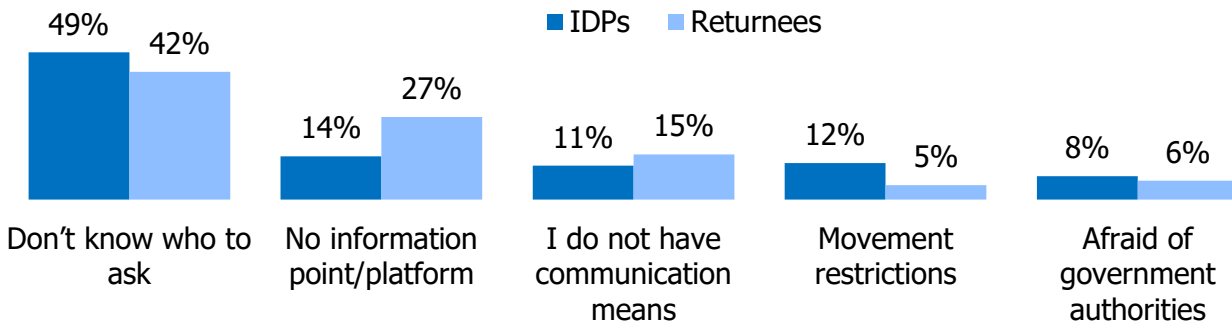 IDPs Returnees
49% 42%
14% 27%
11% 15%
12% 5%
8% 6%
Don’t know who to
ask
No information
point/platform
I do not have
communication
means
Movement
restrictions
Afraid of
government
authorities